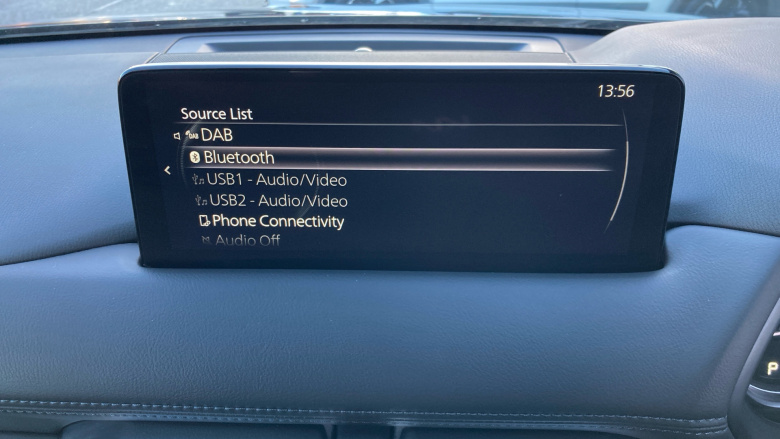 13:56
Source List
DAB
Bluetooth
USB1 - Audio/Video
USB2 - Audio/Video
Phone Connectivity
Audio Off
P